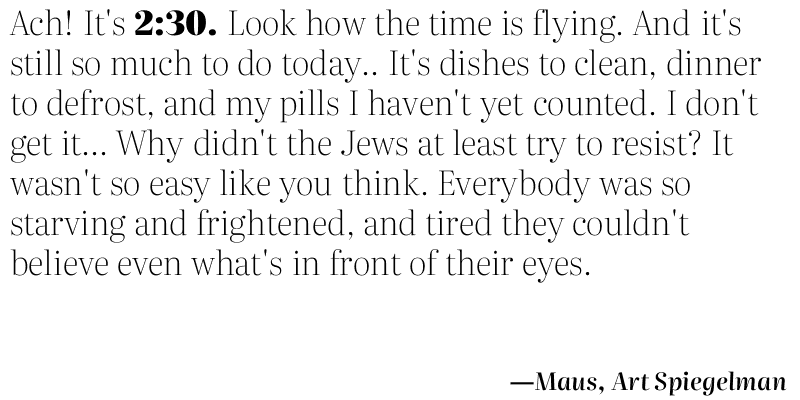 Ach! It's 2:30. Look how the time is flying. And it's
still so much to do today.. It's dishes to clean, dinner
to defrost, and my pills I haven't yet counted. I don't
get it... Why didn't the Jews at least try to resist? It
wasn't so easy like you think. Everybody was so
starving and frightened, and tired they couldn't
believe even what's in front of their eyes.
—Maus, Art Spiegelman